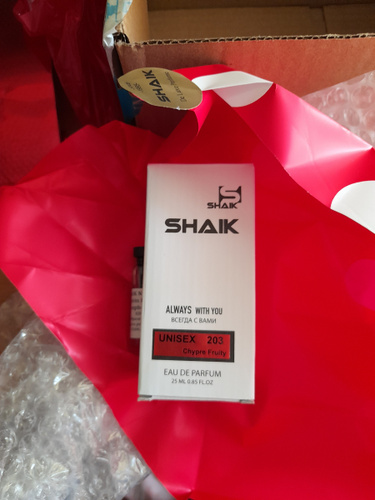 SHAIK
SHAIK
SHAIK
ALWAYS WITH YOU
ВСЕГДА С ВАМИ
UNISEX 203
Chypre Fruity
EAU DE PARFUM
25 ML 0.85 FL.OZ